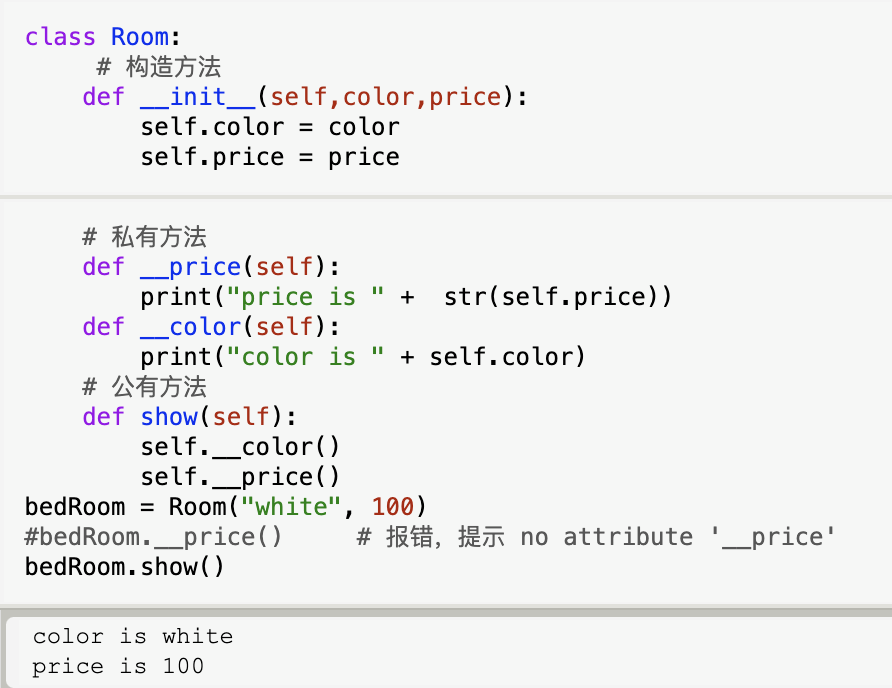 class Room:
     # 构造方法
    def __init__(self,color,price):
        self.color = color
        self.price = price
    # 私有方法
    def __price(self):
        print("price is " +  str(self.price))
    def __color(self):
        print("color is " + self.color)
    # 公有方法
    def show(self):
        self.__color()
        self.__price()
bedRoom = Room("white", 100)
#bedRoom.__price()     # 报错，提示 no attribute '__price'
bedRoom.show()
color is white
price is 100